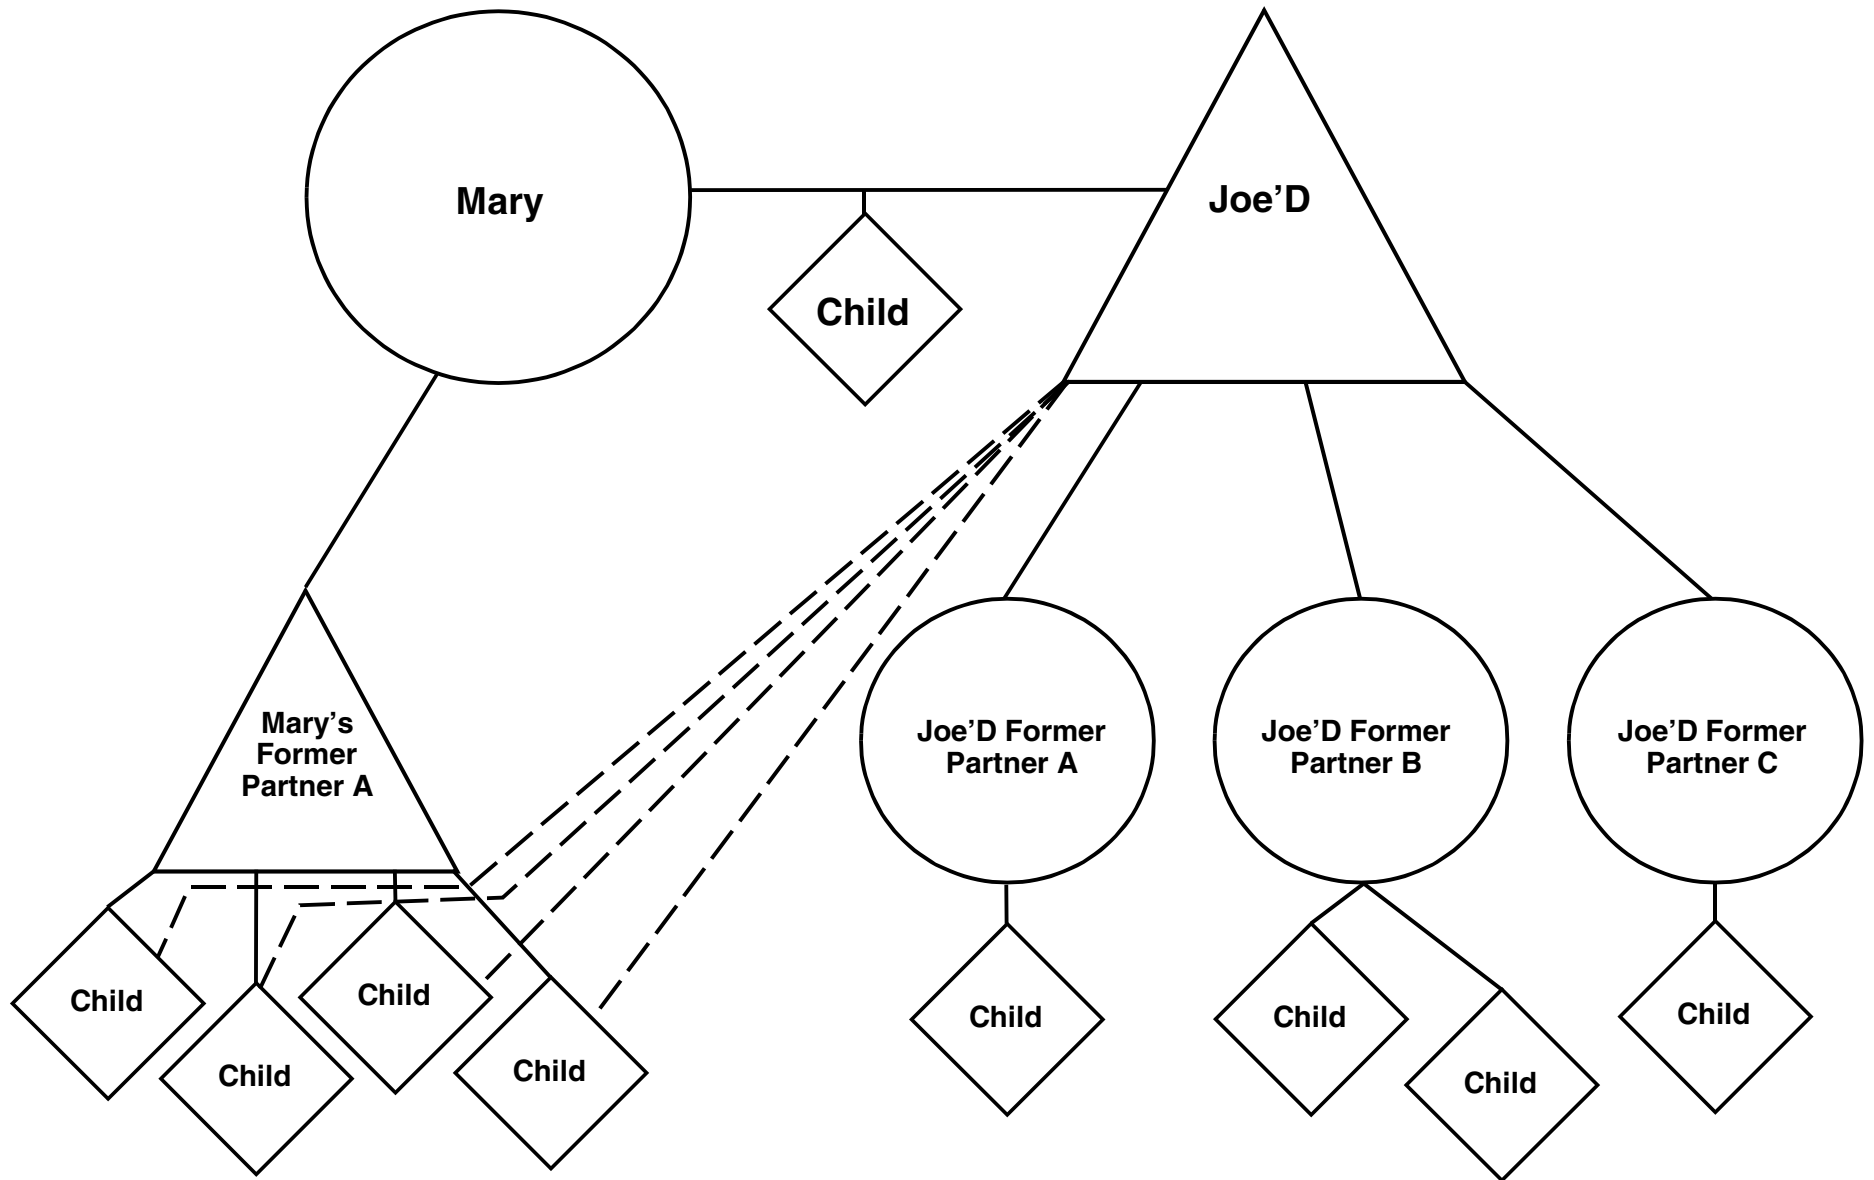 Mary
Joe’D
Child
Mary’s
Former
Partner A
Joe’D Former
Partner A
Joe’D Former
Partner B
Joe’D Former
Partner C
Child
Child
Child
Child
Child
Child
Child
Child